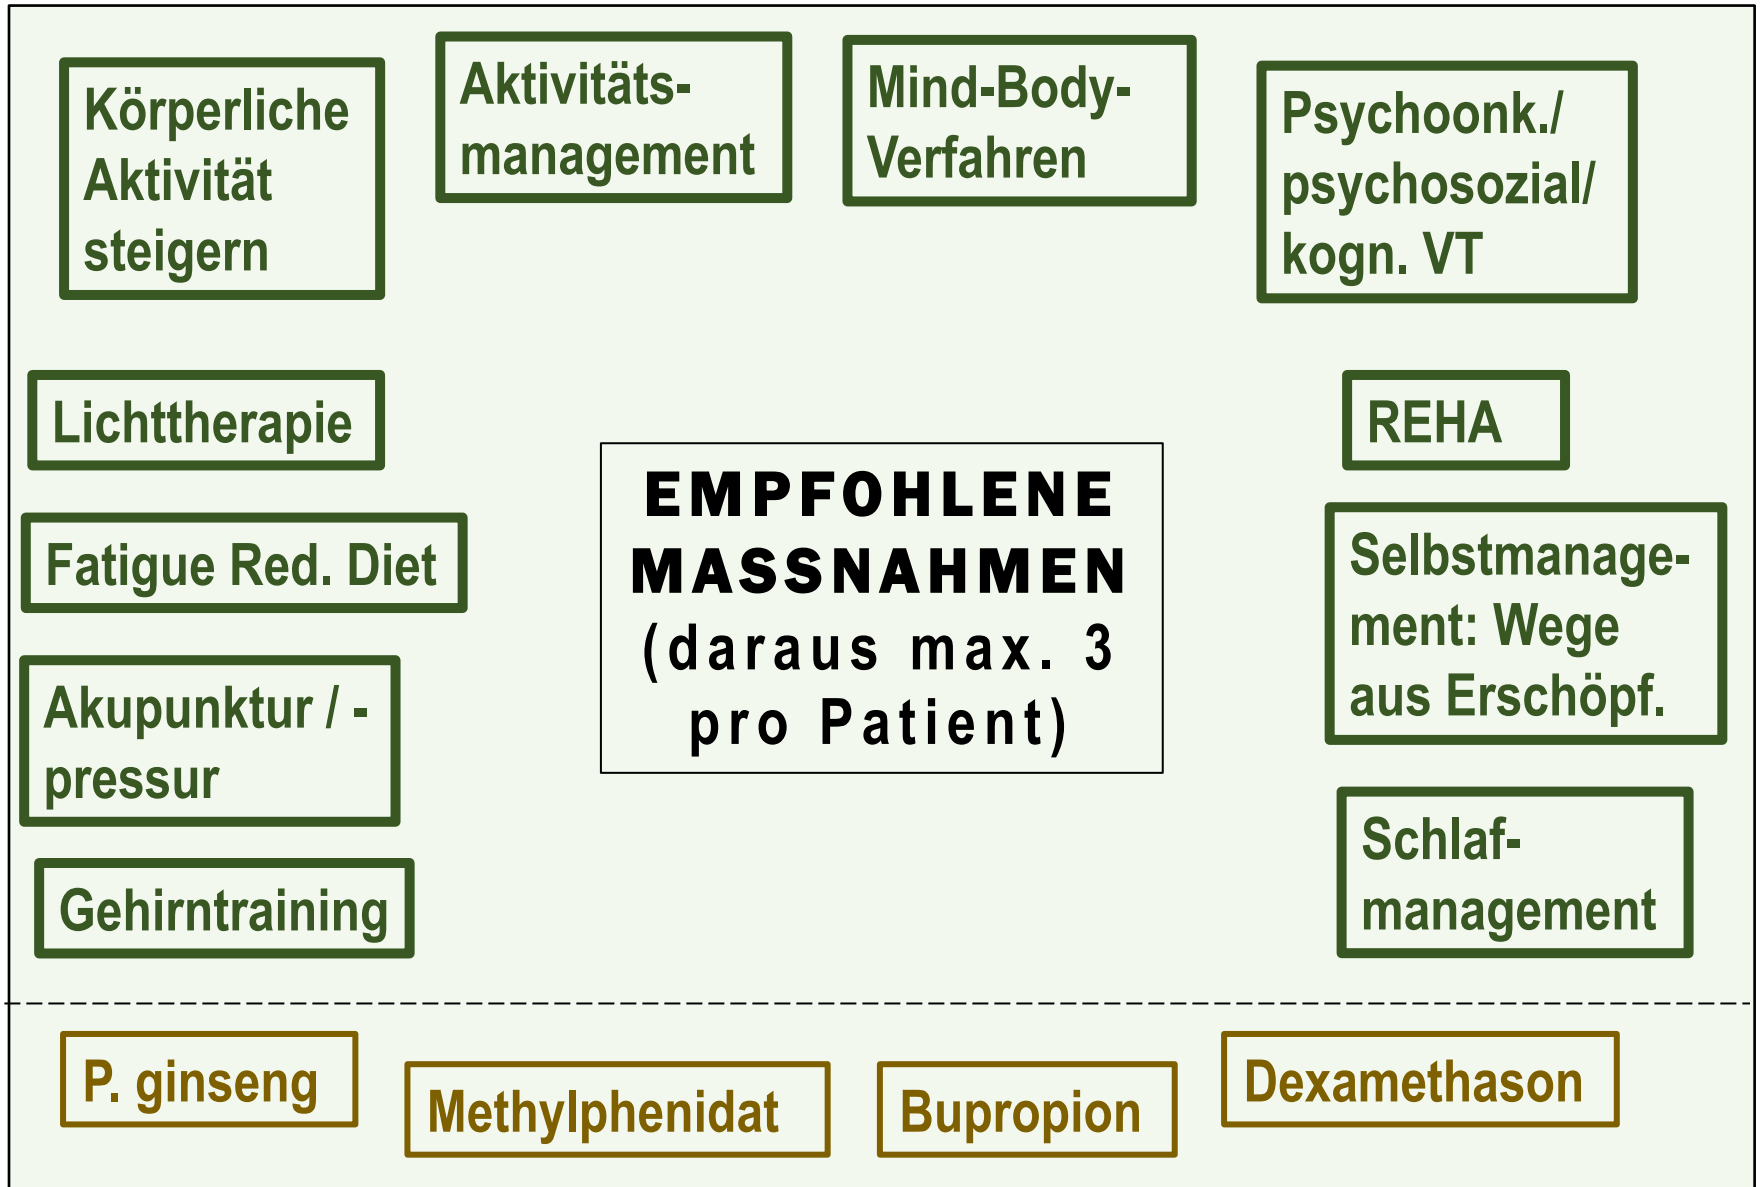 Körperliche
Aktivität
steigern
Aktivitäts-
management
Mind-Body-
Verfahren
Psychoonk./
psychosozial/
kogn. VT
Lichttherapie
REHA
EMPFOHLENE
MASSNAHMEN
(daraus max. 3
pro Patient)
Fatigue Red. Diet
Selbstmanage-
ment: Wege
aus Erschöpf.
Akupunktur / -
pressur
Schlaf-
management
Gehirntraining
P. ginseng
Methylphenidat
Bupropion
Dexamethason